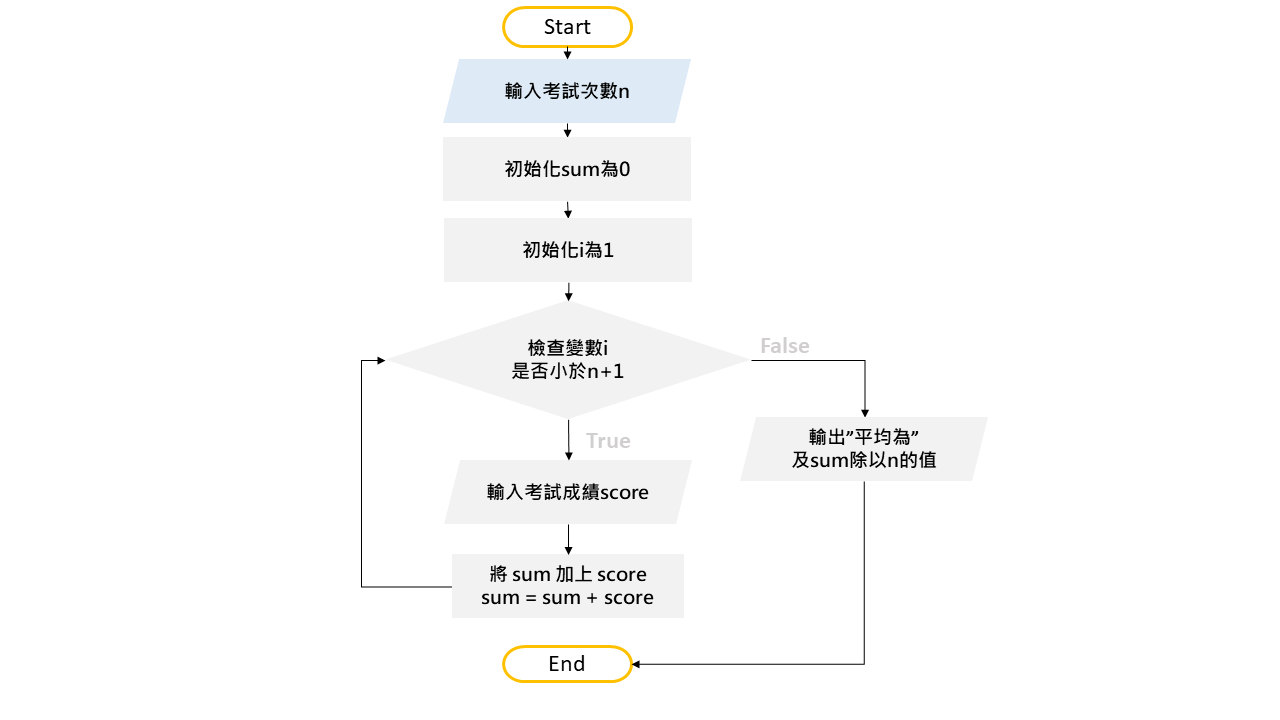 Start
輸入考試次數n
初始化sum為0
初始化i為1
檢查變數i
是否小於n+1
False
True
輸出”平均為”
及sum除以n的值
輸入考試成績score
將 sum 加上 score
sum = sum + score
End